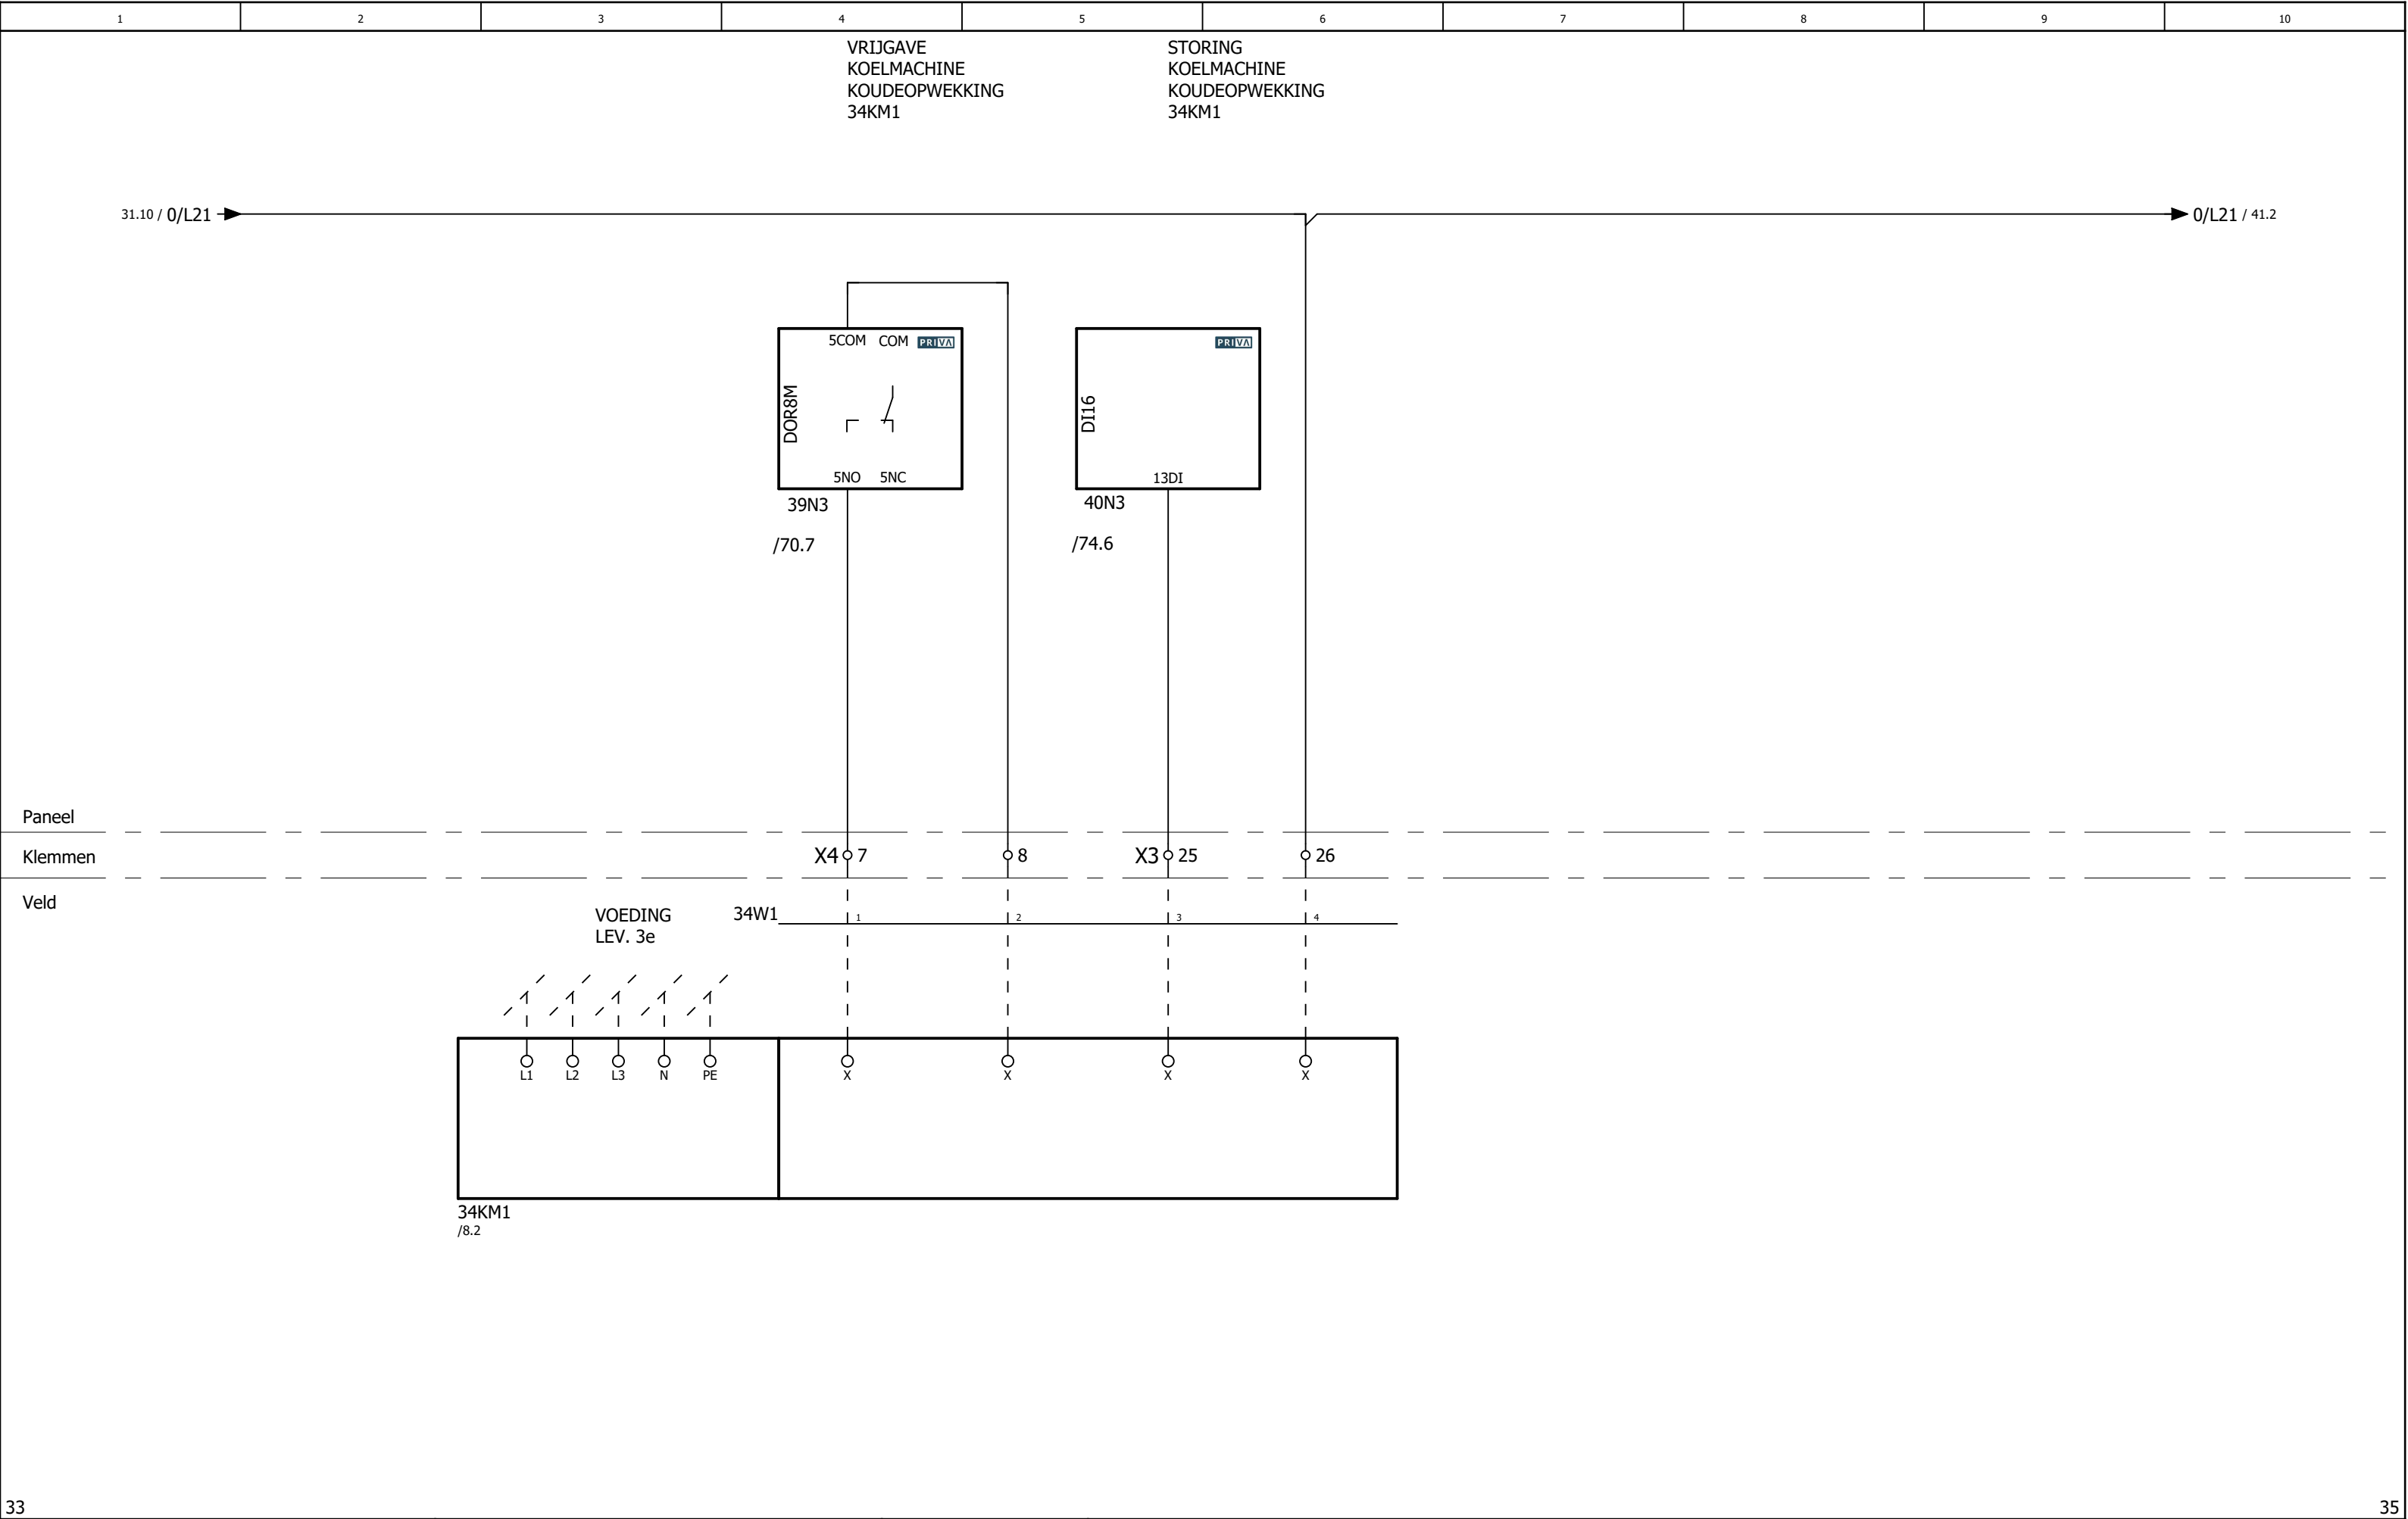 1 2 3 4 5 6 7 8 9 10
VRIJGAVE
KOELMACHINE
KOUDEOPWEKKING
34KM1
STORING
KOELMACHINE
KOUDEOPWEKKING
34KM1
31.10 / 0/L21
0/L21 / 41.2
5COM COM PRIVA
DOR8M
5NO 5NC
39N3
/70.7
PRIVA
DI16
13DI
40N3
/74.6
Paneel
Klemmen
X4 7 8 X3 25 26
Veld
VOEDING
LEV. 3e
34W1 1 2 3 4
L1 L2 L3 N PE X X X X
34KM1
/8.2
33
35